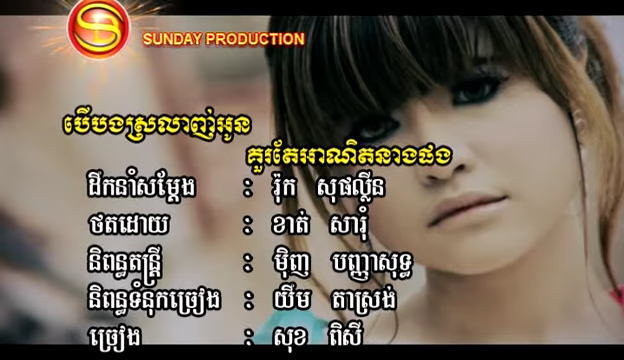 SD
SUNDAY PRODUCTION
បើបងស្រលាញ់អូន
គួរតែអាណិតនាងផង
ដឹកនាំសម្តែង : រ៉ុក សុផល្លីន
ថតដោយ : ខាត់ សារុំ
និពន្ធតន្ត្រី : ម៉ិញ បញ្ញាសុទ្ធ
និពន្ធទំនុកច្រៀង : យឹម តាស្រង់
ច្រៀង : សុខ ពិសី